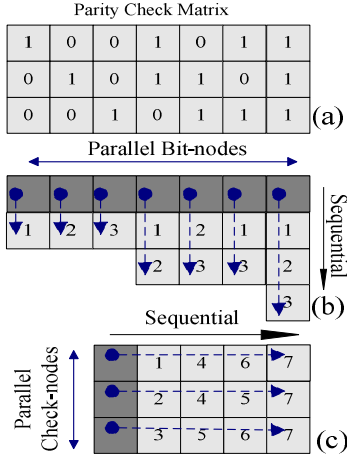 Parity Check Matrix
1 0 0 1 0 1 1
0 1 0 1 1 0 1
0 0 1 0 1 1 1
(a)
Parallel Bit-nodes
1 2 3 1 2 1 1
2 3 3 2
3
Sequential
(b)
Sequential
Parallel
Check-nodes
1 4 6 7
2 4 5 7
3 5 6 7
(c)